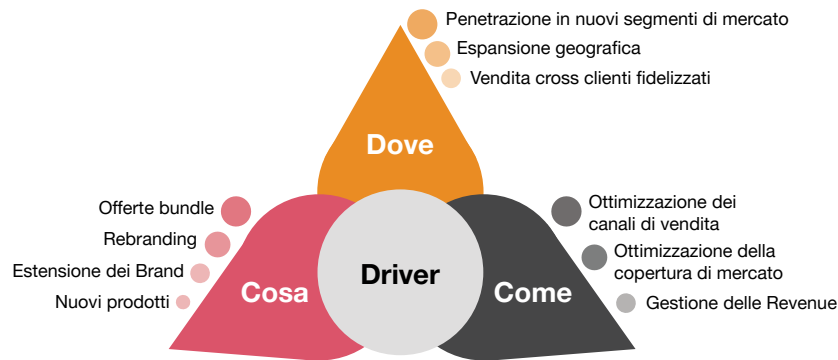 Penetrazione in nuovi segmenti di mercato
Espansione geografica
Vendita cross clienti fidelizzati
Dove
Offerte bundle
Rebranding
Estensione dei Brand
Nuovi prodotti
Cosa
Driver
Come
Ottimizzazione dei
canali di vendita
Ottimizzazione della
copertura di mercato
Gestione delle Revenue